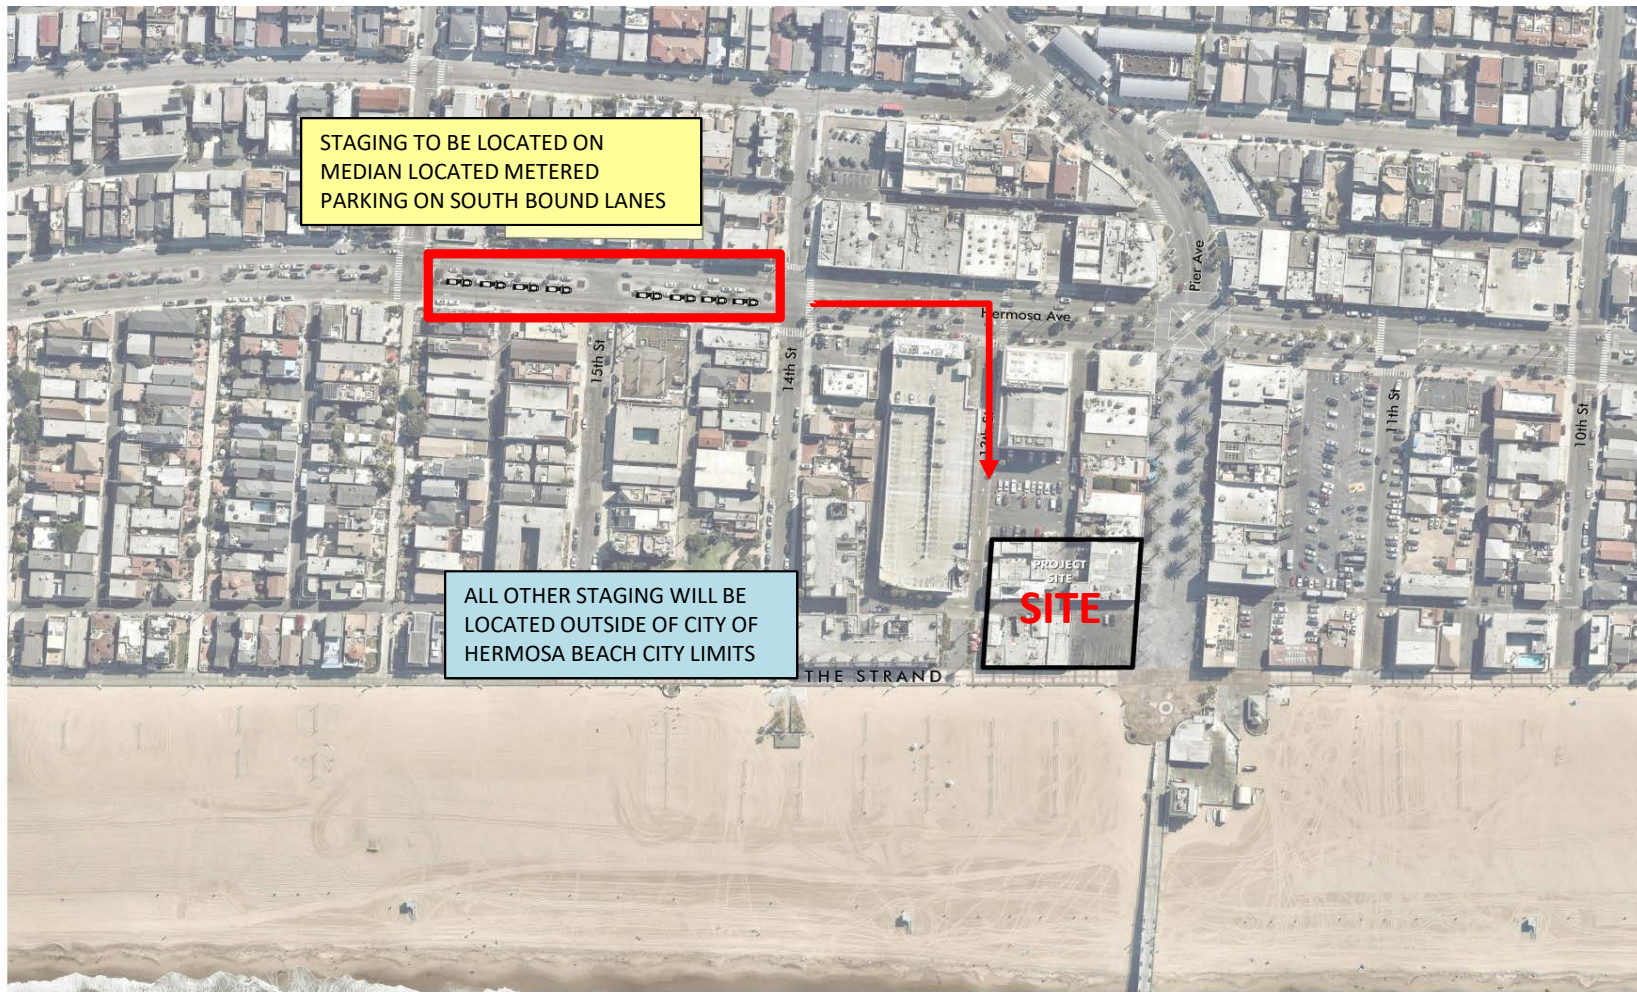 STAGING TO BE LOCATED ON
MEDIAN LOCATED METERED
PARKING ON SOUTH BOUND LANES
Pier Ave
Hermosa Ave
15th St
14th St
13th St
11th St
10th St
PROJECT
SITE
SITE
ALL OTHER STAGING WILL BE
LOCATED OUTSIDE OF CITY OF
HERMOSA BEACH CITY LIMITS
THE STRAND